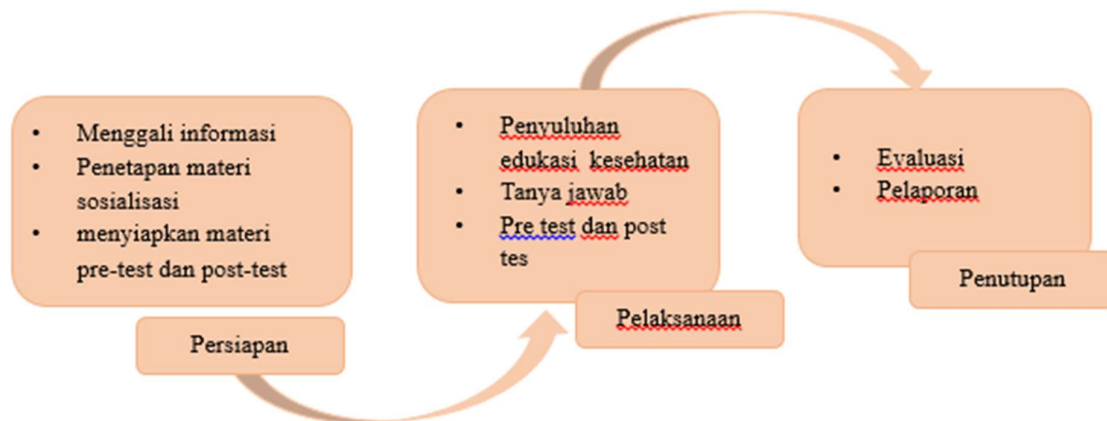 • Menggali informasi
• Penetapan materi
sosialisasi
• menyiapkan materi
pre-test dan post-test
Persiapan
• Penyuluhan
edukasi kesehatan
• Tanya jawab
• Pre test dan post
tes
Pelaksanaan
• Evaluasi
• Pelaporan
Penutupan